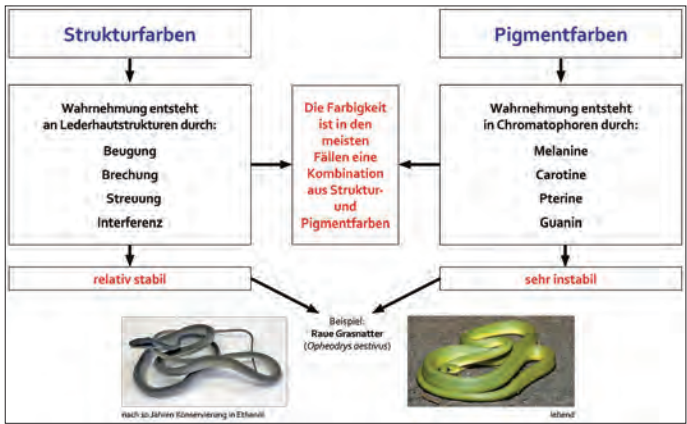 Strukturfarben
Pigmentfarben
Wahrnehmung entsteht
an Lederhautstrukturen durch:
Beugung
Brechung
Streuung
Interferenz
Die Farbigkeit
ist in den
meisten
Fällen eine
Kombination
aus Struktur-
und
Pigmentfarben
Wahrnehmung entsteht
in Chromatophoren durch:
Melanine
Carotine
Pterine
Guanin
relativ stabil
sehr instabil
Beispiel:
Raue Grasnatter
(Opheodrys aestivus)
nach 10 Jahren Konservierung in Ethanol
lebend